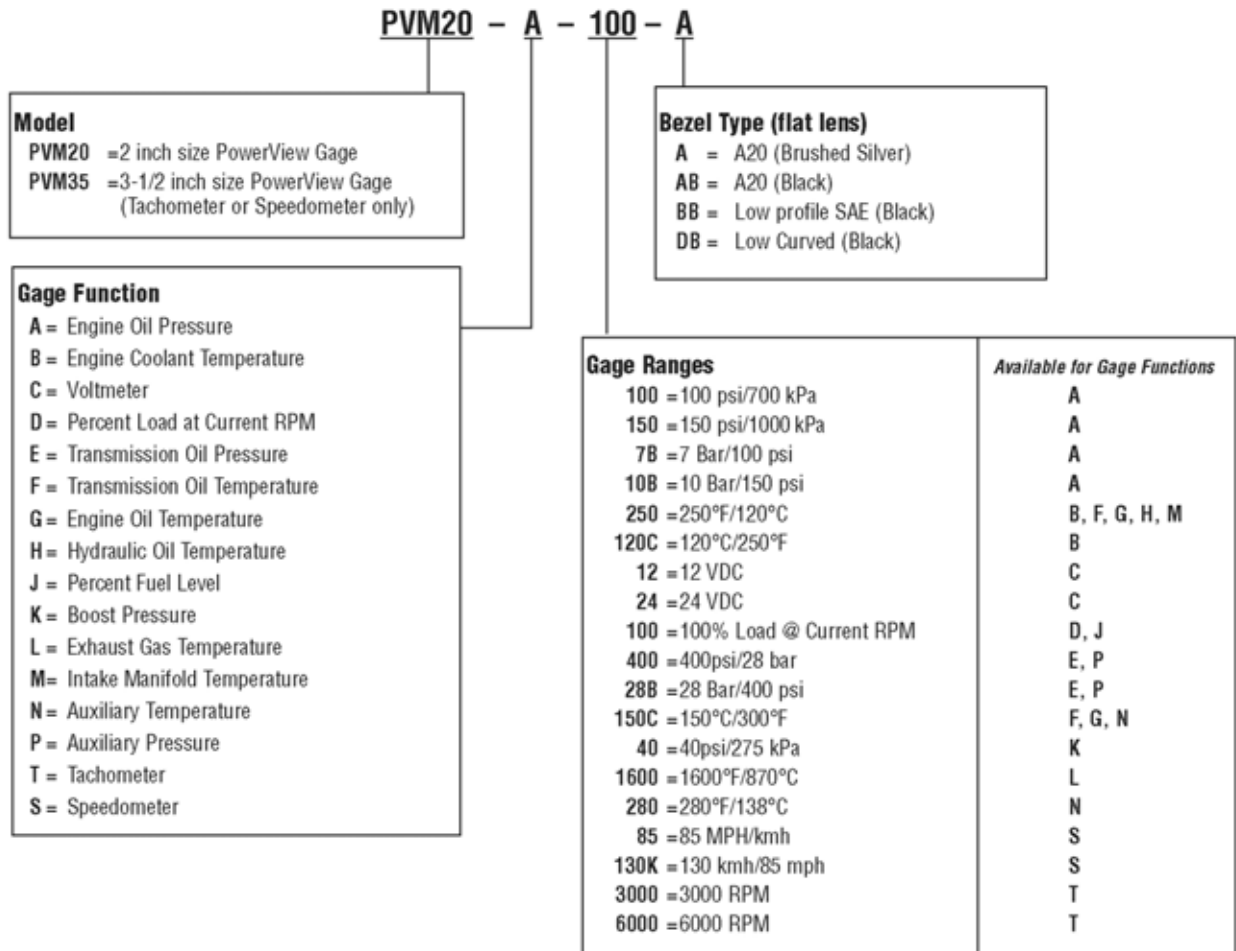 PVM20 – A – 100 – A
Model
PVM20 =2 inch size PowerView Gage
PVM35 =3-1/2 inch size PowerView Gage
(Tachometer or Speedometer only)
Bezel Type (flat lens)
A = A20 (Brushed Silver)
AB = A20 (Black)
BB = Low profile SAE (Black)
DB = Low Curved (Black)
Gage Function
A = Engine Oil Pressure
B = Engine Coolant Temperature
C = Voltmeter
D = Percent Load at Current RPM
E = Transmission Oil Pressure
F = Transmission Oil Temperature
G = Engine Oil Temperature
H = Hydraulic Oil Temperature
J = Percent Fuel Level
K = Boost Pressure
L = Exhaust Gas Temperature
M= Intake Manifold Temperature
N = Auxiliary Temperature
P = Auxiliary Pressure
T = Tachometer
S = Speedometer
Gage Ranges Available for Gage Functions
100 =100 psi/700 kPa A
150 =150 psi/1000 kPa A
7B =7 Bar/100 psi A
10B =10 Bar/150 psi A
250 =250°F/120°C B, F, G, H, M
120C =120°C/250°F B
12 =12 VDC C
24 =24 VDC C
100 =100% Load @ Current RPM D, J
400 =400psi/28 bar E, P
28B =28 Bar/400 psi E, P
150C =150°C/300°F F, G, N
40 =40psi/275 kPa K
1600 =1600°F/870°C L
280 =280°F/138°C N
85 =85 MPH/kmh S
130K =130 kmh/85 mph S
3000 =3000 RPM T
6000 =6000 RPM T